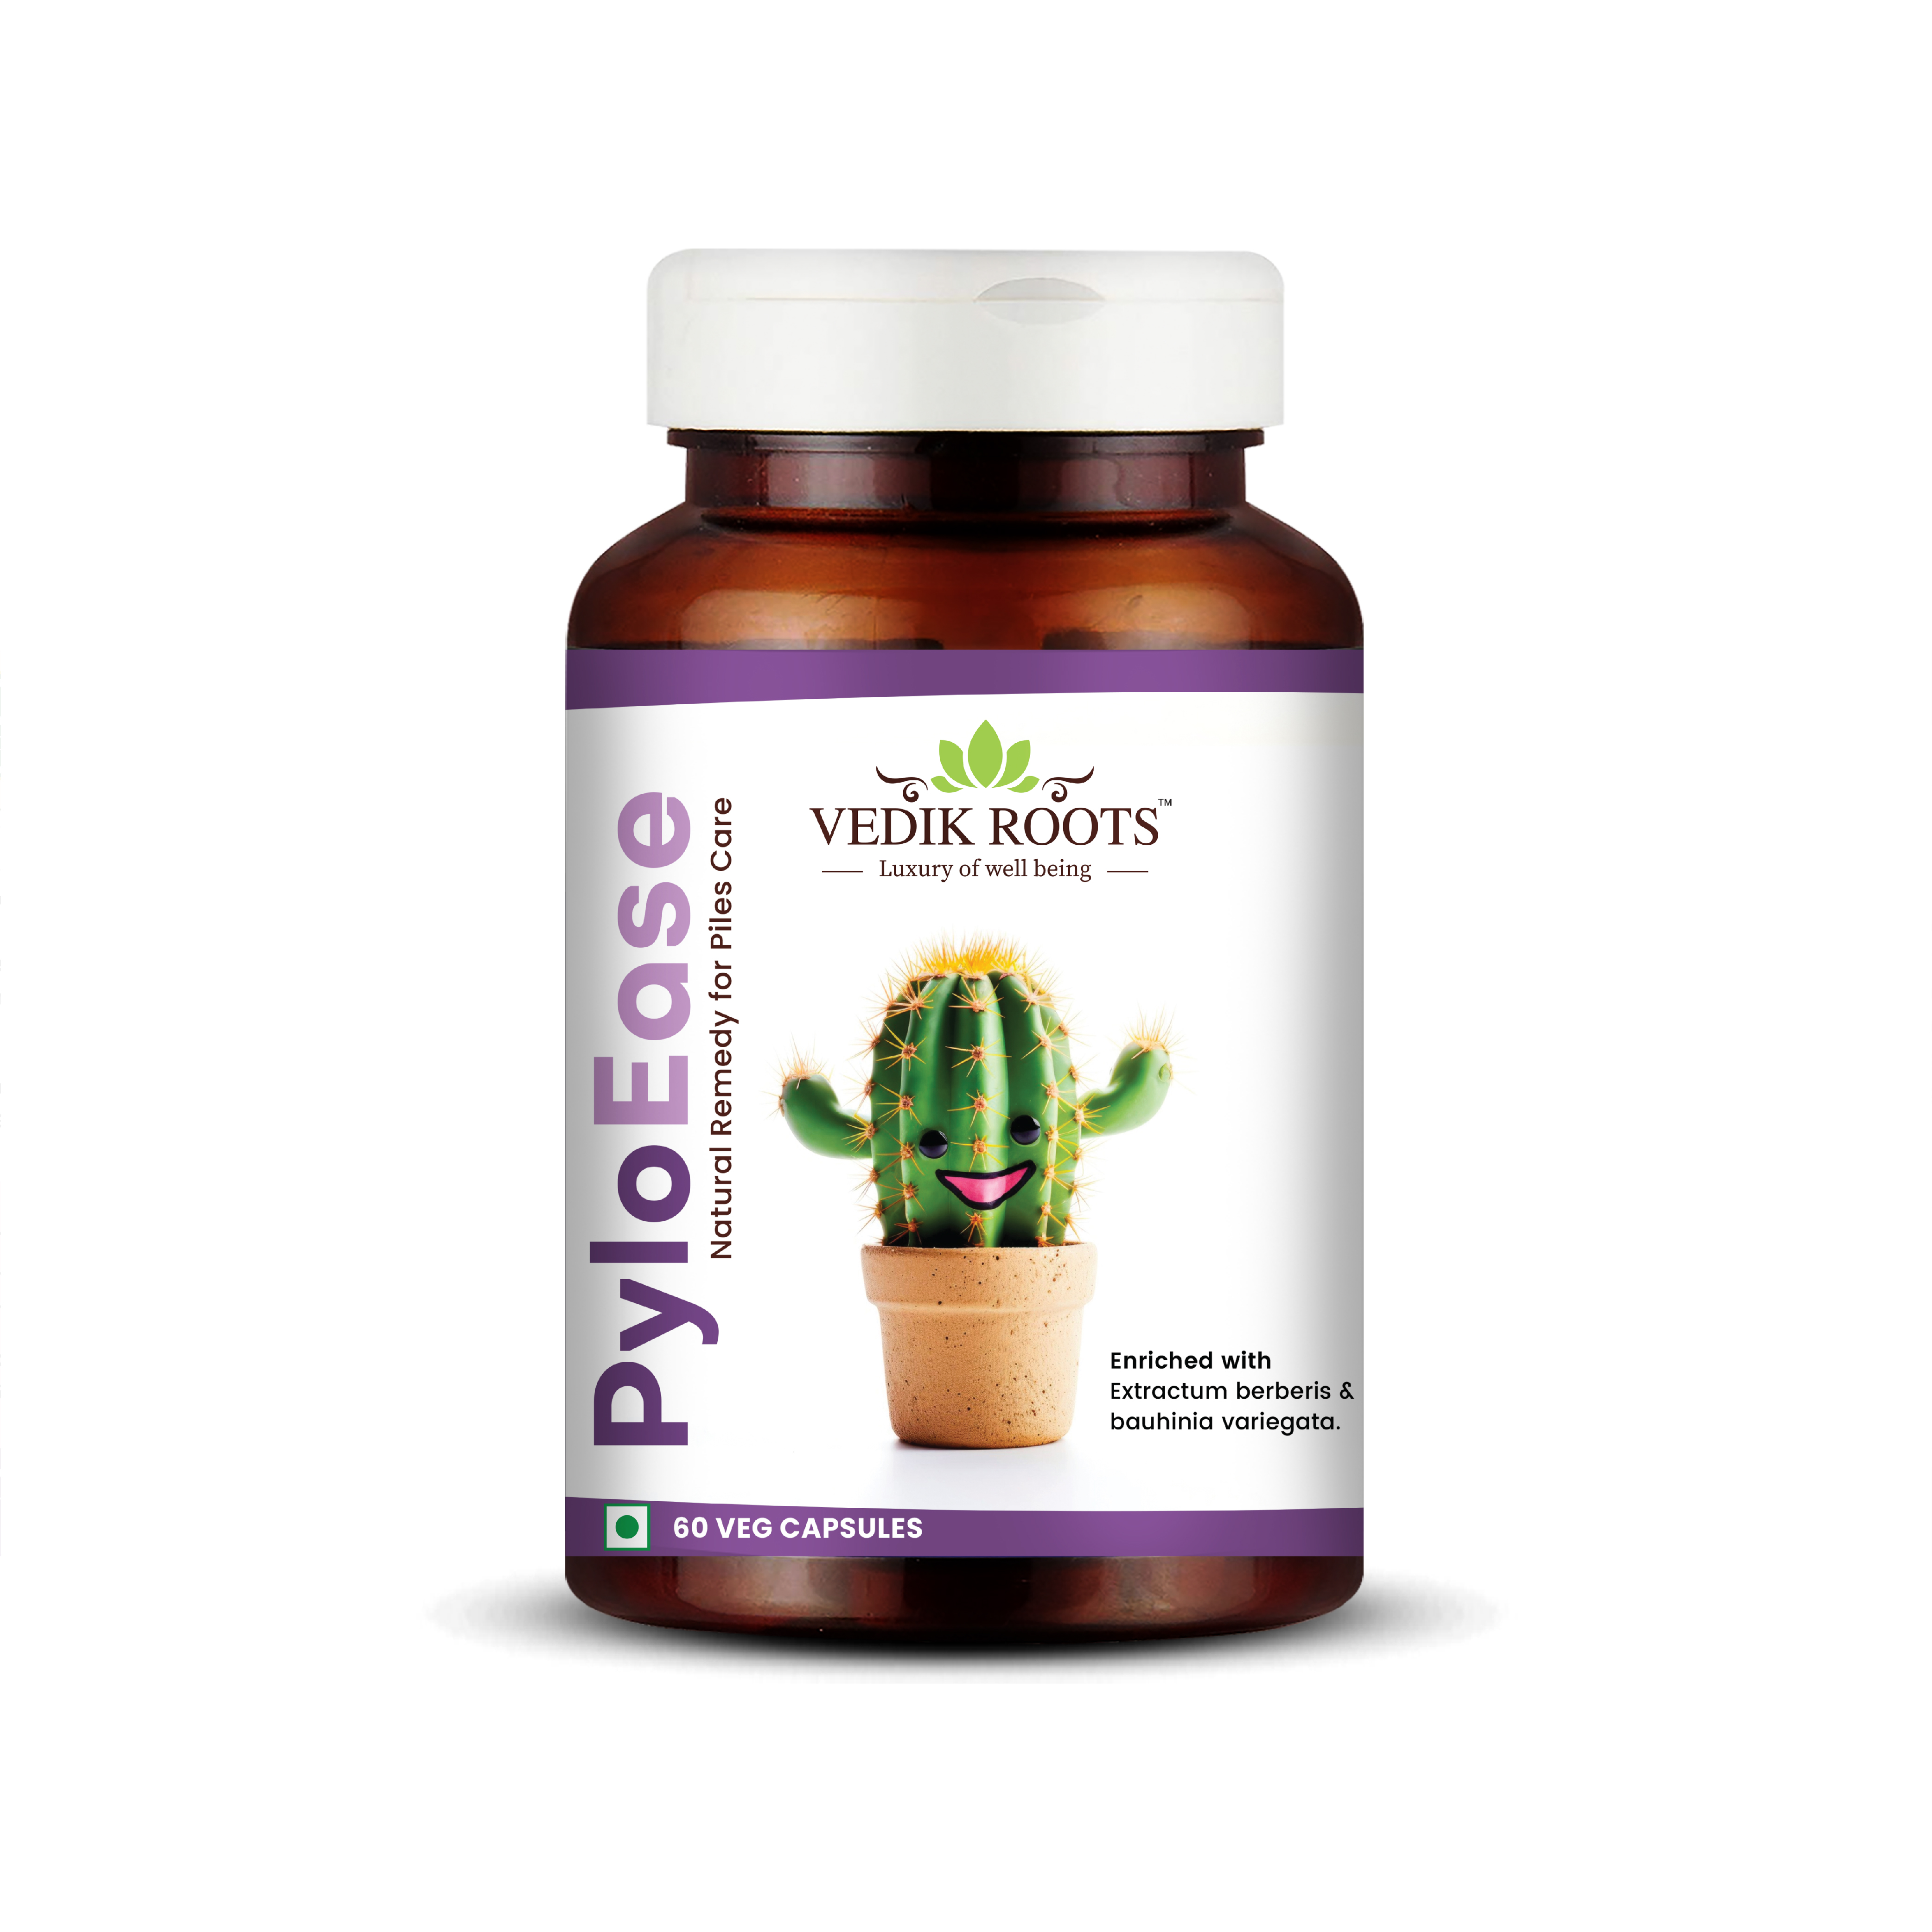 VEDIK ROOTS™
Luxury of well being
PyloEase
Natural Remedy for Piles Care
Enriched with
Extractum berberis &
bauhinia variegata.
60 VEG CAPSULES